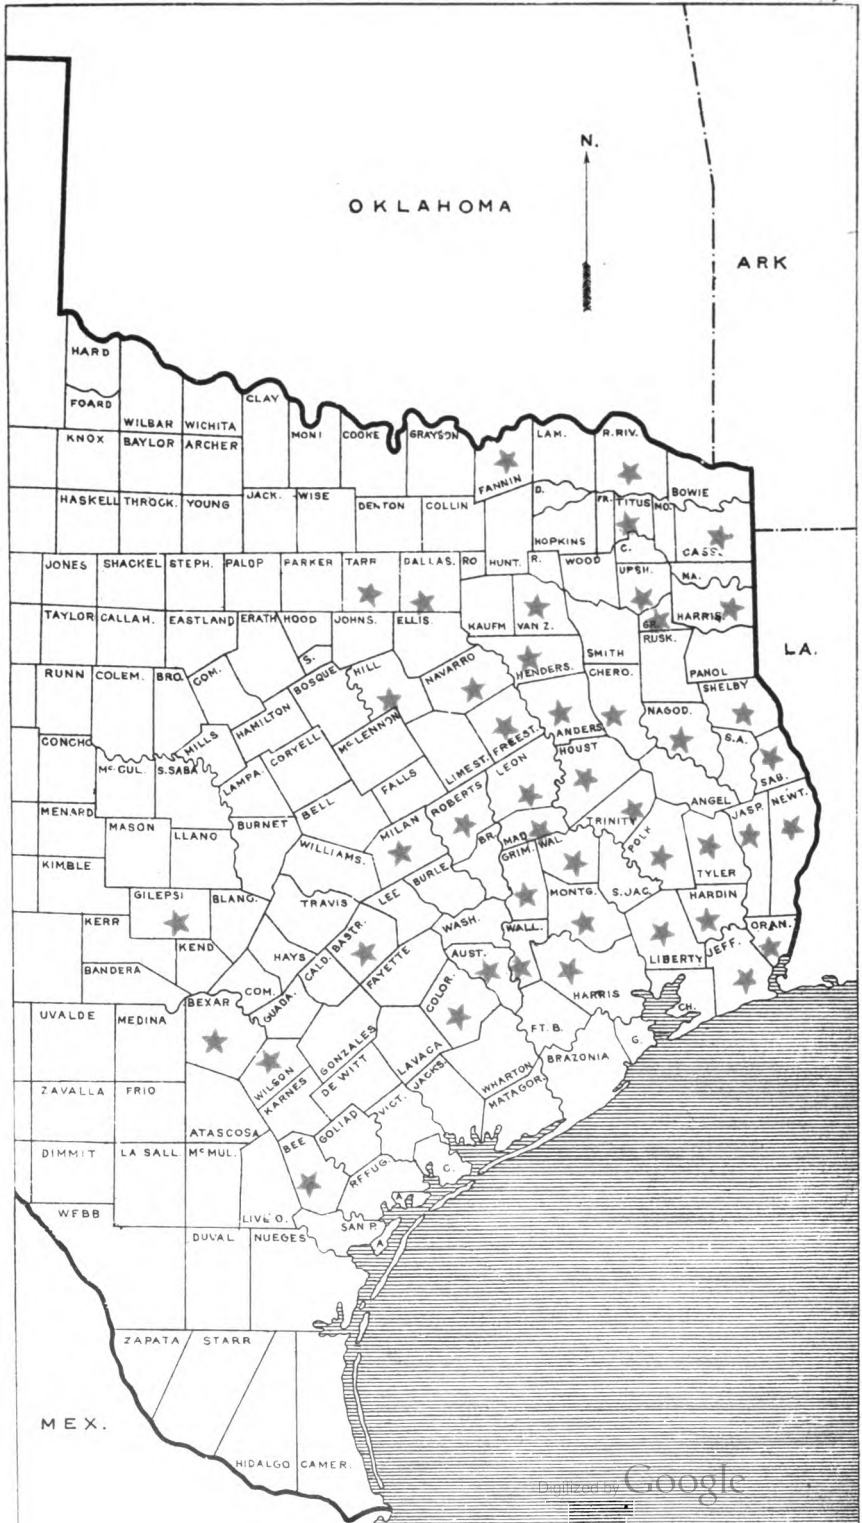 N.
OKLAHOMA
ARK
HARD
FOARD
WILBAR
WICHITA
CLAY
MONT
COOKE
GRAYSON
FANNIN
LAM.
R.RIV.
BOWIE
KNOX
BAYLOR
ARCHER
HASKELL
THROCK.
YOUNG
JACK.
WISE
DENTON
COLLIN
D.
HOPKINS
FR.
TITUS
MO.
CASS.
C.
JONES
SHACKEL
STEPH.
PALOP
PARKER
TARR
DALLAS.
RO
HUNT.
R.
WOOD
UPSH.
MA.
HARRIS.
GR.
LA.
TAYLOR
CALLAH.
EASTLAND
ERATH
HOOD
JOHNS.
ELLIS.
KAUFM
VAN Z.
SMITH
RUSK.
PANOL
RUNN
COLEM.
BRO.
COM.
S.
BOSQUE
HILL
NAVARRO
HENDERS.
CHERO.
SHELBY
NAGOD.
CONCHO
MCCUL.
S.SABA
MILLS
HAMILTON
CORYELL
MCLENNON
LIMEST.
FREEST.
ANDERS
HOUST
S.A.
SAB.
LAMPA.
BELL
FALLS
ROBERTS
LEON
ANGEL
JASP.
NEWT.
MENARD
MASON
LLANO
BURNET
WILLIAMS.
MILAN
BR.
MAD
TRINITY
POLK
TYLER
KIMBLE
GILEPSI
BLANC.
TRAVIS
LEE
BURLE
GRIM.
WAL
MONTG.
S.JAC.
HARDIN
KERR
KEND
HAYS
CALD.
BASTR.
FAYETTE
WASH.
WALL.
LIBERTY
JEFF.
ORAN.
BANDERA
COM.
GUADA.
COLOR.
AUST.
HARRIS
CH.
UVALDE
MEDINA
BEXAR
WILSON
GONZALES
LAVACA
FT. B.
G.
BRAZONIA
WHARTON
MATAGOR.
ZAVALLA
FRIO
ATASCOSA
KARNES
DE WITT
JACKS.
VICT.
GOLIAD
DIMMIT
LA SALL.
MCMUL.
BEE
REFUG.
C.
WEBB
LIVE O.
SAN P.
A
A
DUVAL
NUEGES
ZAPATA
STARR
HIDALGO
CAMER.
MEX.
Digitized by Google